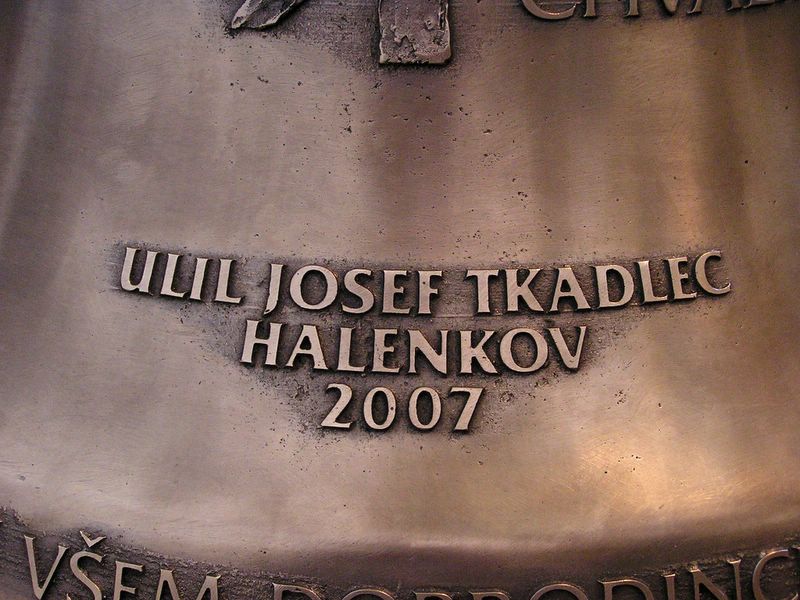 ULIL JOSEF TKADLEC
HALENKOV
2007
VŠEM